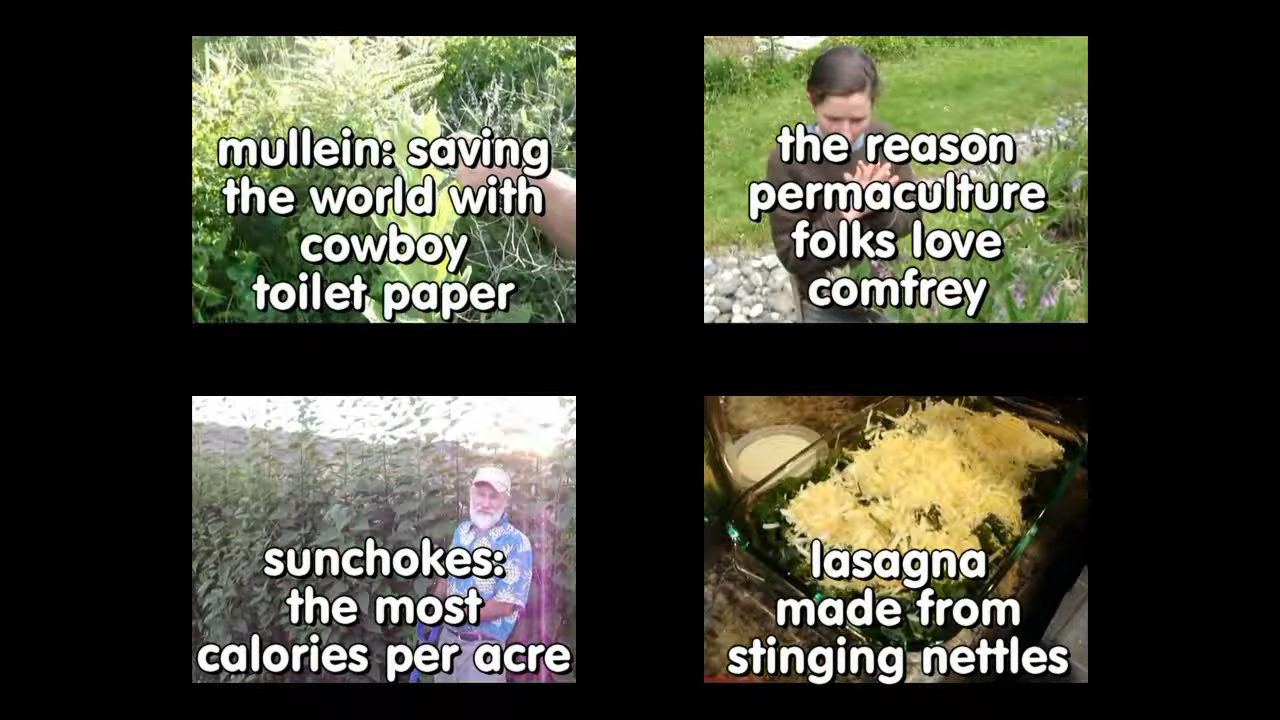 mullein: saving
the world with
cowboy
toilet paper
the reason
permaculture
folks love
comfrey
sunchokes:
the most
calories per acre
lasagna
made from
stinging nettles